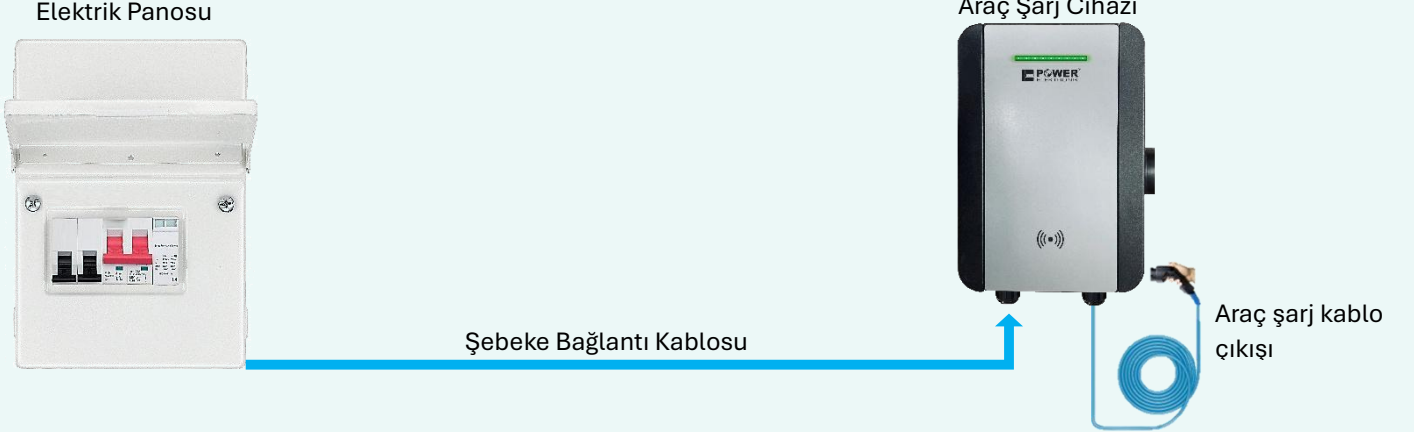 Elektrik Panosu
Araç Şarj Cihazı
POWER
Şebeke Bağlantı Kablosu
Araç şarj kablo
çıkışı